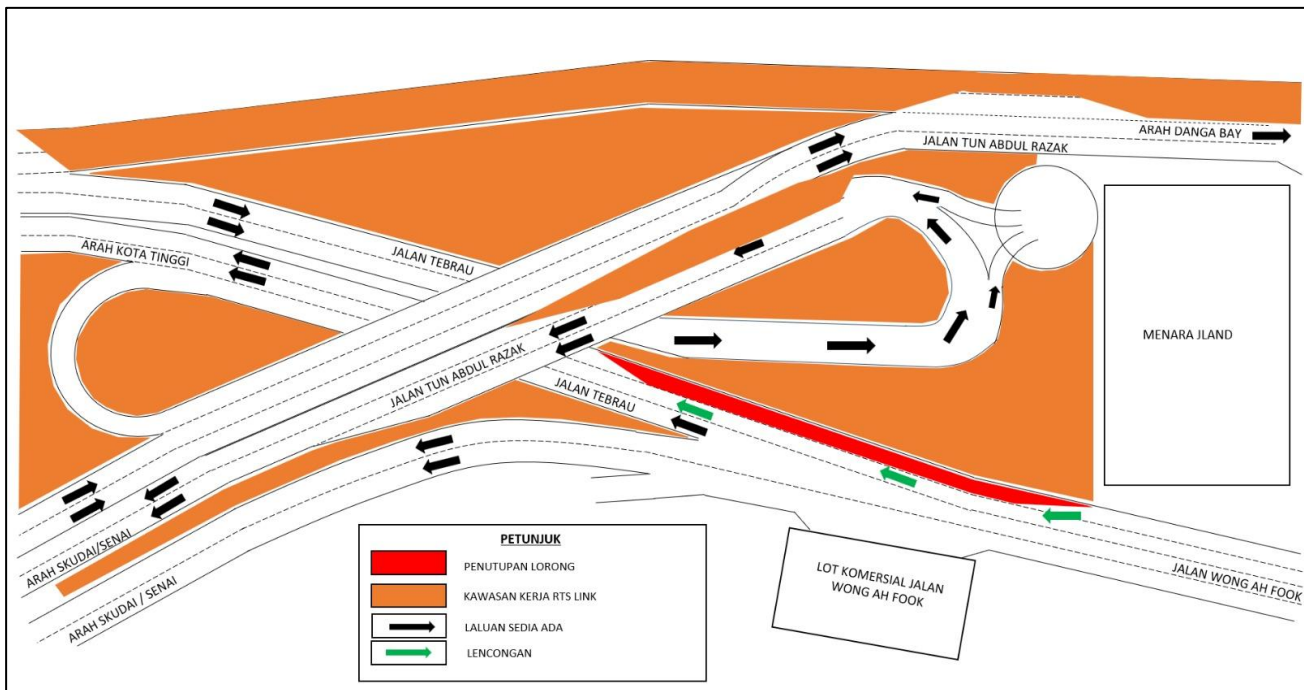 ARAH DANGA BAY
JALAN TUN ABDUL RAZAK
ARAH KOTA TINGGI
JALAN TEBRAU
MENARA JLAND
JALAN TUN ABDUL RAZAK
JALAN TEBRAU
ARAH SKUDAI/SENAI
ARAH SKUDAI / SENAI
LOT KOMERSIAL JALAN
WONG AH FOOK
JALAN WONG AH FOOK
PETUNJUK
PENUTUPAN LORONG
KAWASAN KERJA RTS LINK
LALUAN SEDIA ADA
LENCONGAN